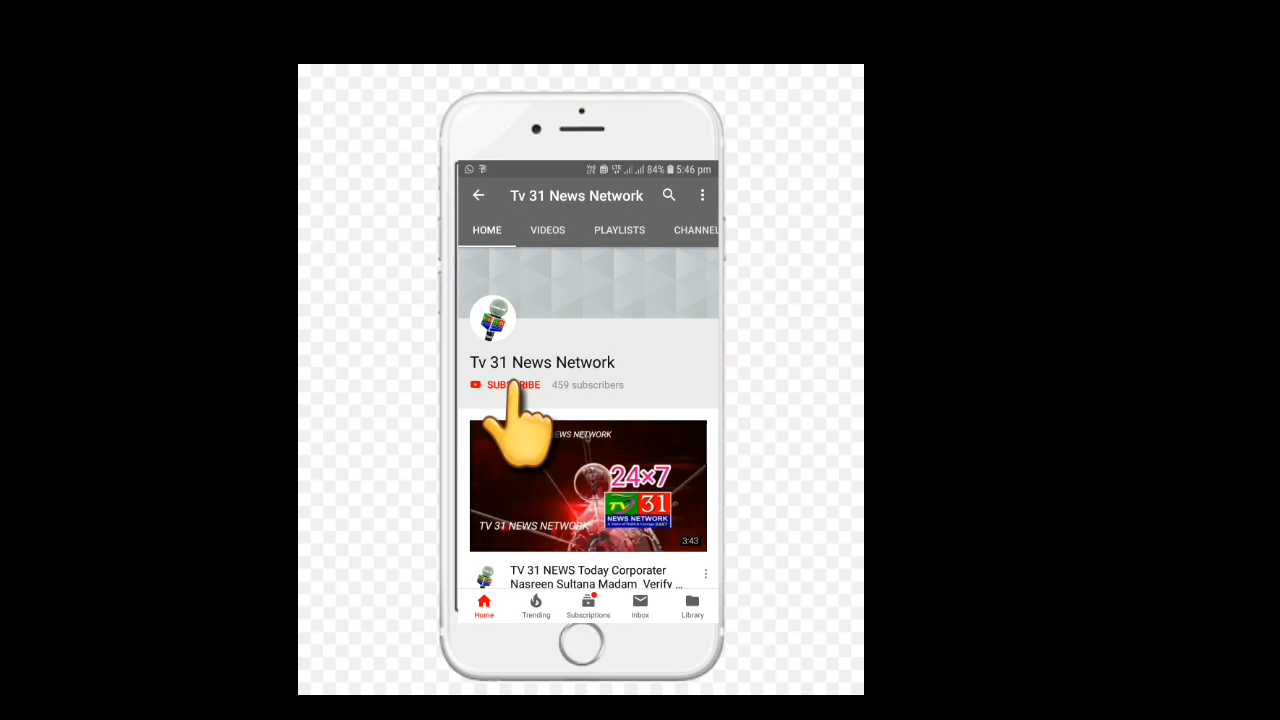 84% 5:46 pm
Tv 31 News Network
HOME VIDEOS PLAYLISTS CHANNEL
Tv 31 News Network
SUBSCRIBE 459 subscribers
EWS NETWORK
24×7
TV 31
NEWS NETWORK
TV 31 NEWS NETWORK
3:43
TV 31 NEWS Today Corporater
Nasreen Sultana Madam Verify ...
Home Trending Subscriptions Inbox Library